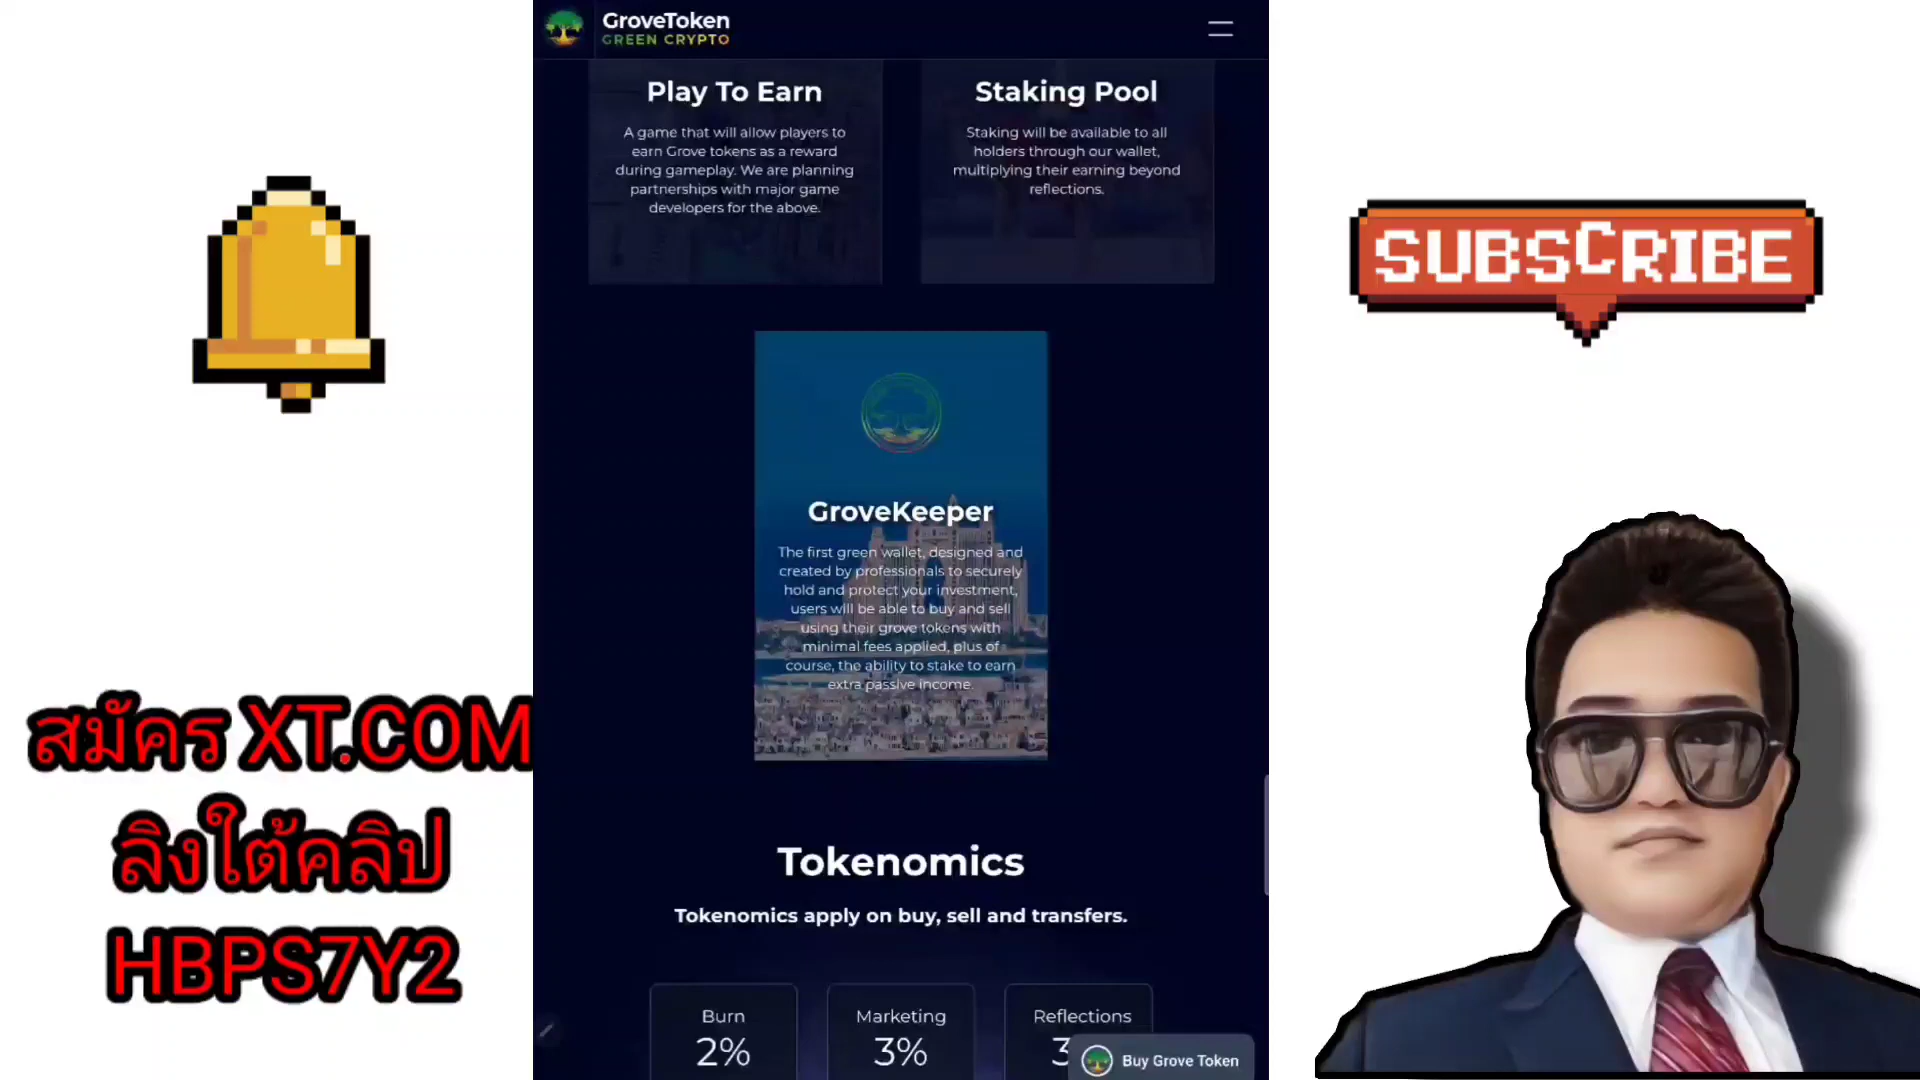 GroveToken
GREEN CRYPTO
Play To Earn
A game that will allow players to
earn Grove tokens as a reward
during gameplay. We are planning
partnerships with major game
developers for the above.
Staking Pool
Staking will be available to all
holders through our wallet,
multiplying their earning beyond
reflections.
SUBSCRIBE
GroveKeeper
The first green wallet, designed and
created by professionals to securely
hold and protect your investment,
users will be able to buy and sell
using their grove tokens with
minimal fees applied, plus of
course, the ability to stake to earn
extra passive income.
สมัคร XT.COM
ลิงใต้คลิป
HBPS7Y2
Tokenomics
Tokenomics apply on buy, sell and transfers.
Burn
2%
Marketing
3%
Reflections
3
Buy Grove Token